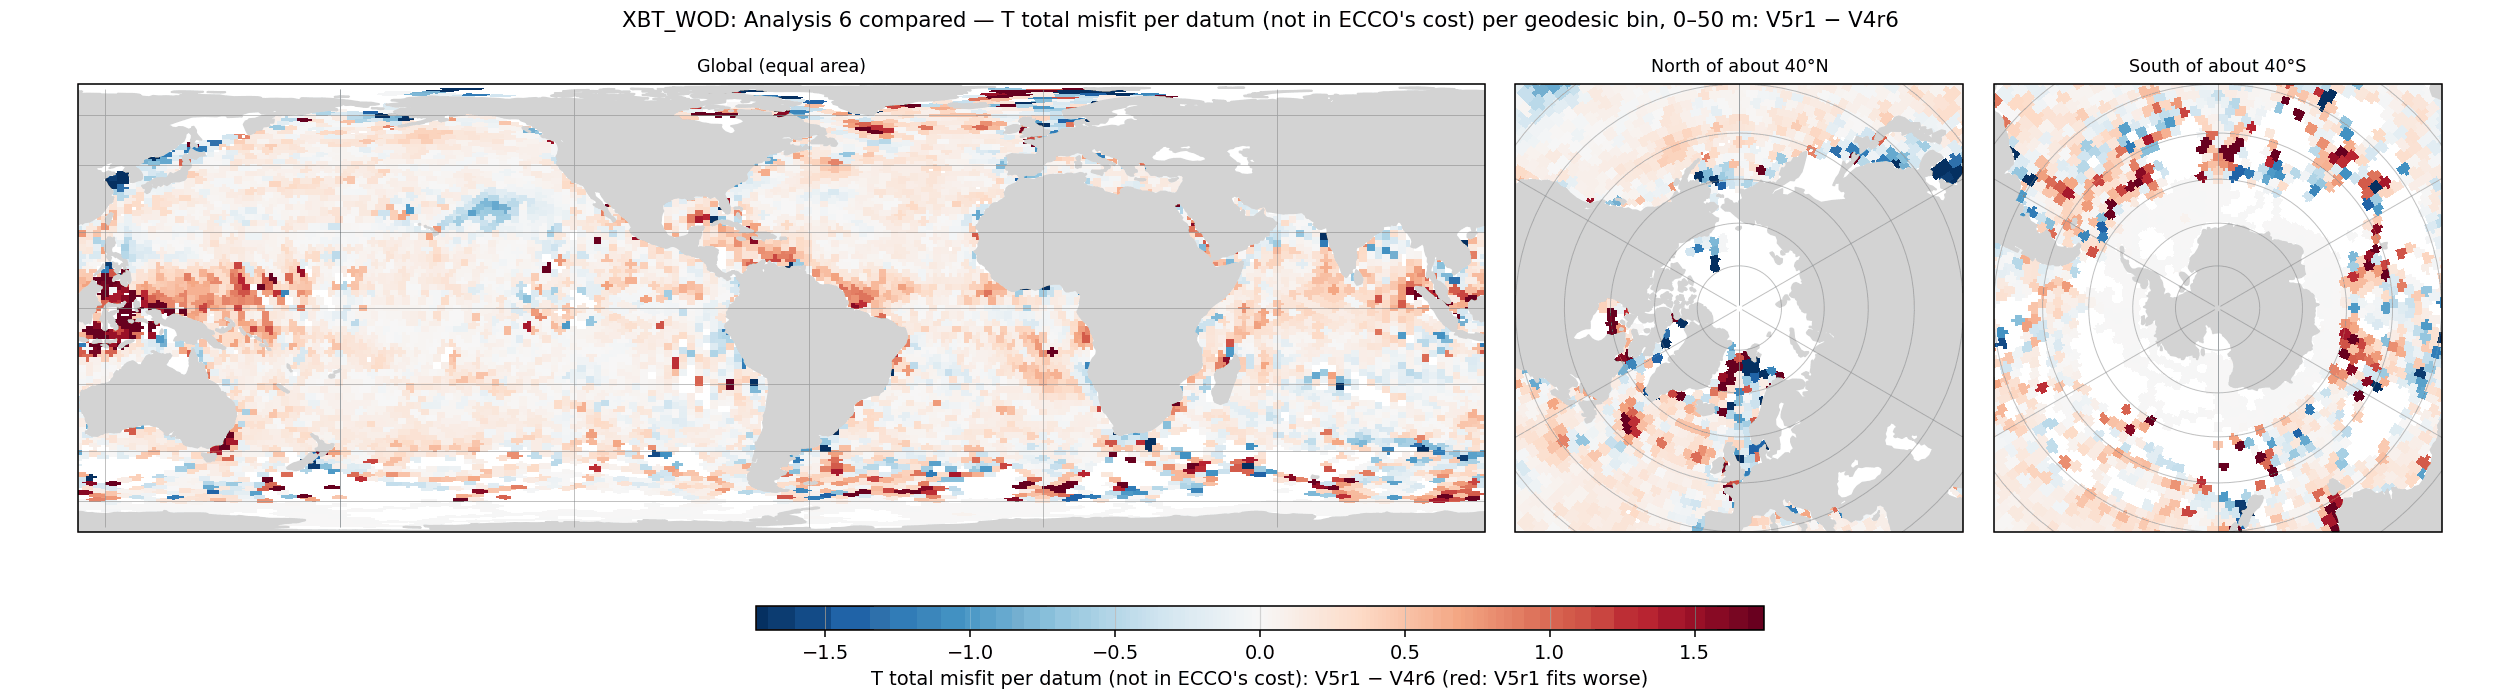 XBT_WOD: Analysis 6 compared — T total misfit per datum (not in ECCO's cost) per geodesic bin, 0–50 m: V5r1 − V4r6
Global (equal area)
North of about 40°N
South of about 40°S
−1.5 −1.0 −0.5 0.0 0.5 1.0 1.5
T total misfit per datum (not in ECCO's cost): V5r1 − V4r6 (red: V5r1 fits worse)